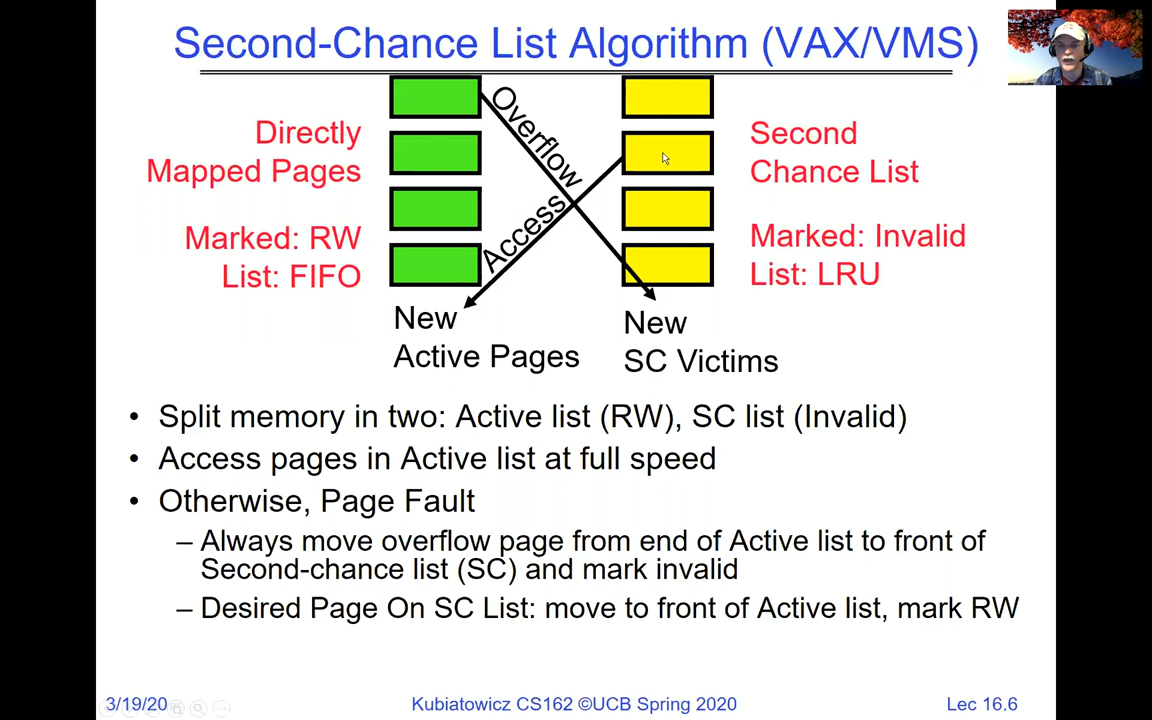 Second-Chance List Algorithm (VAX/VMS)
Directly
Mapped Pages
Marked: RW
List: FIFO
Overflow
Access
Second
Chance List
Marked: Invalid
List: LRU
New
Active Pages
New
SC Victims
• Split memory in two: Active list (RW), SC list (Invalid)
• Access pages in Active list at full speed
• Otherwise, Page Fault
– Always move overflow page from end of Active list to front of
Second-chance list (SC) and mark invalid
– Desired Page On SC List: move to front of Active list, mark RW
3/19/20
Kubiatowicz CS162 ©UCB Spring 2020
Lec 16.6